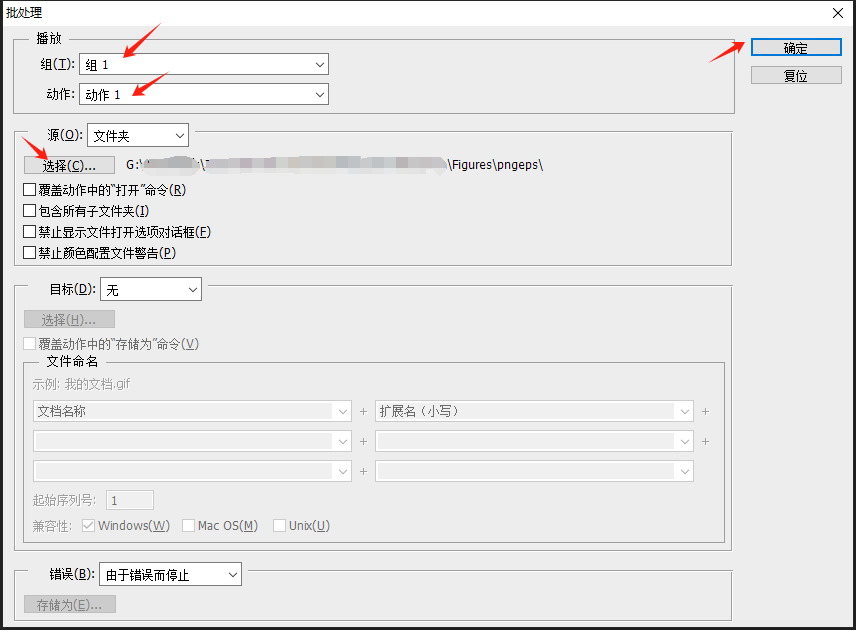 批处理
播放
组(T): 组 1
确定
动作: 动作 1
复位
源(O): 文件夹
选择(C)... G:\ \Figures\pngeps\
覆盖动作中的“打开”命令(R)
包含所有子文件夹(I)
禁止显示文件打开选项对话框(F)
禁止颜色配置文件警告(P)
目标(D): 无
选择(H)...
覆盖动作中的“存储为”命令(V)
文件命名
示例: 我的文档.gif
文档名称 + 扩展名（小写） +
+ +
+
起始序列号: 1
兼容性: Windows(W) Mac OS(M) Unix(U)
错误(B): 由于错误而停止
存储为(E)...